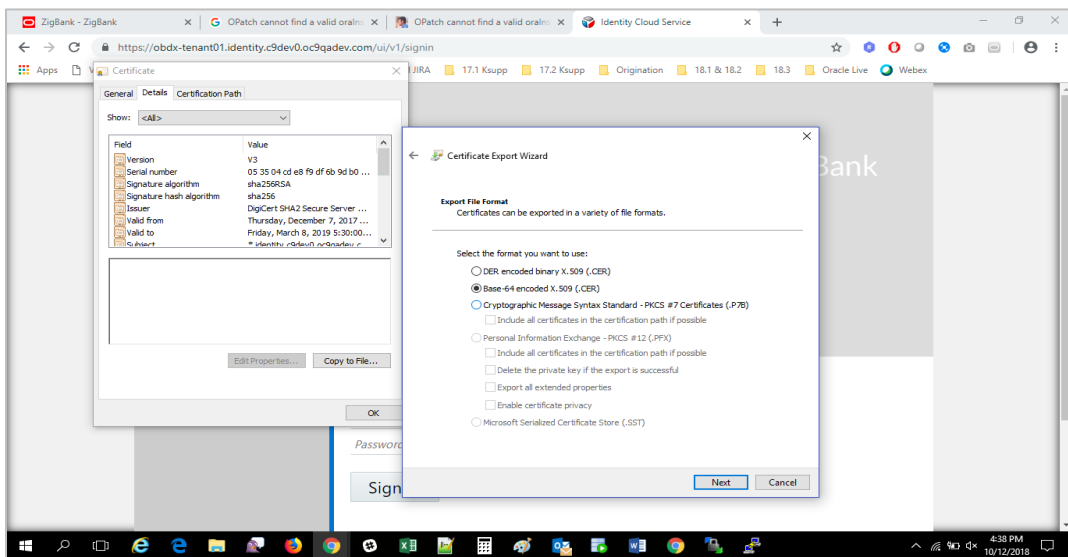 ZigBank - ZigBank
OPatch cannot find a valid oraIns
OPatch cannot find a valid oraIns
Identity Cloud Service
https://obdx-tenant01.identity.c9dev0.oc9qadev.com/ui/v1/signin
Apps
JIRA
17.1 Ksupp
17.2 Ksupp
Origination
18.1 & 18.2
18.3
Oracle Live
Webex
Certificate
General
Details
Certification Path
Show: <All>
Field Value
Version V3
Serial number 05 35 04 cd e8 f9 df 6b 9d b0 ...
Signature algorithm sha256RSA
Signature hash algorithm sha256
Issuer DigiCert SHA2 Secure Server ...
Valid from Thursday, December 7, 2017 ...
Valid to Friday, March 8, 2019 5:30:00...
Subject *.identity.c9dev0.oc9qadev.c...
Edit Properties...
Copy to File...
OK
Bank
Certificate Export Wizard
Export File Format
Certificates can be exported in a variety of file formats.
Select the format you want to use:
DER encoded binary X.509 (.CER)
Base-64 encoded X.509 (.CER)
Cryptographic Message Syntax Standard - PKCS #7 Certificates (.P7B)
Include all certificates in the certification path if possible
Personal Information Exchange - PKCS #12 (.PFX)
Include all certificates in the certification path if possible
Delete the private key if the export is successful
Export all extended properties
Enable certificate privacy
Microsoft Serialized Certificate Store (.SST)
Next
Cancel
Password
Sign
4:38 PM
10/12/2018